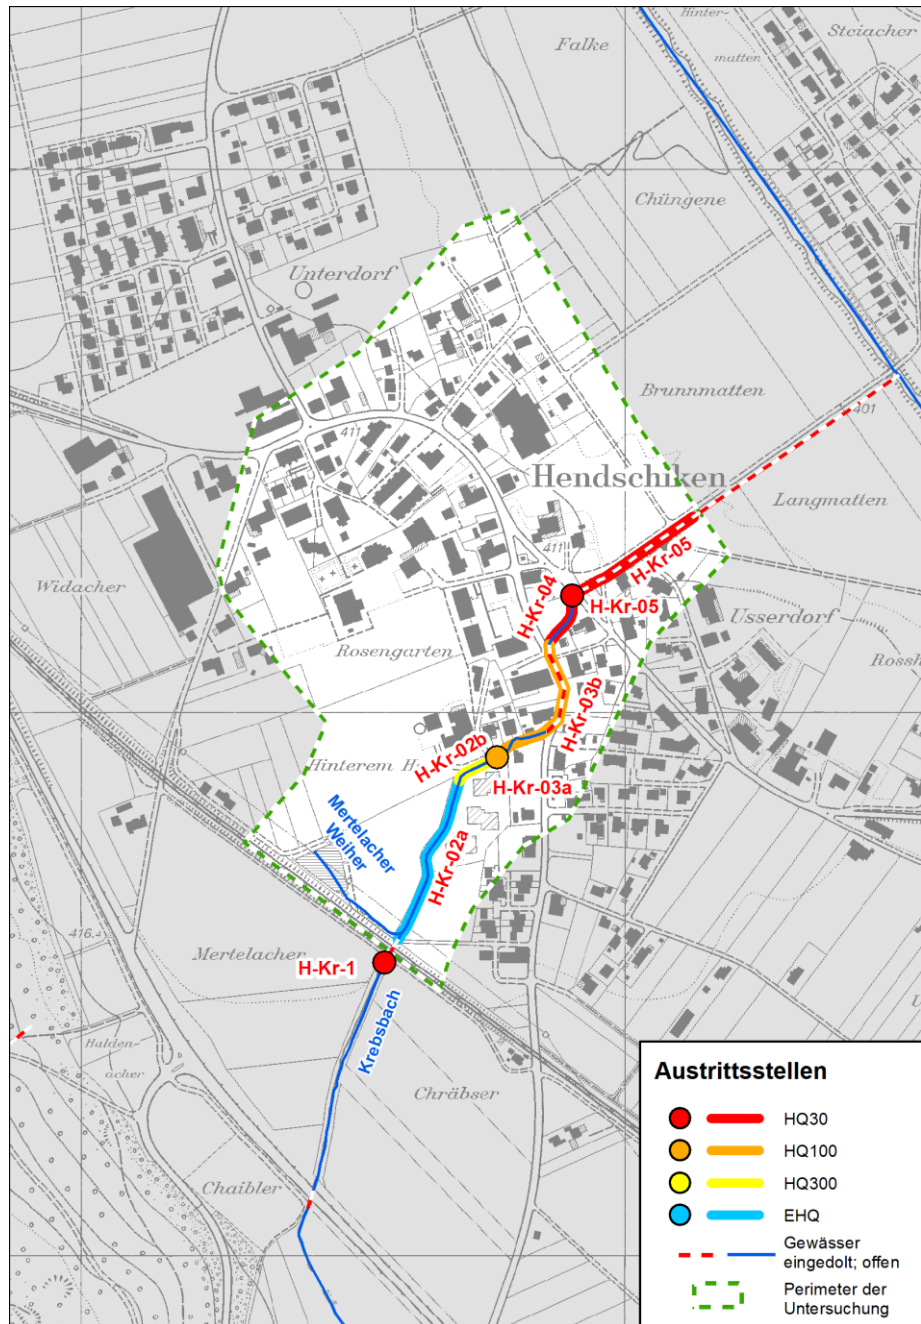 Falke
Hinter-
matten
Steiacher
Chüngene
Unterdorf
Brunnmatten
401
411
Hendschiken
Langmatten
Widacher
411
H-Kr-05
H-Kr-04
H-Kr-05
Usserdorf
Rossh
Rosengarten
H-Kr-03b
H-Kr-02b
Hinterem H
H-Kr-03a
Mertelacher
Weiher
H-Kr-02a
416.
Mertelacher
H-Kr-1
Krebsbach
Halden-
acher
Chräbser
Chaibler
Austrittsstellen
HQ30
HQ100
HQ300
EHQ
Gewässer
eingedolt; offen
Perimeter der
Untersuchung